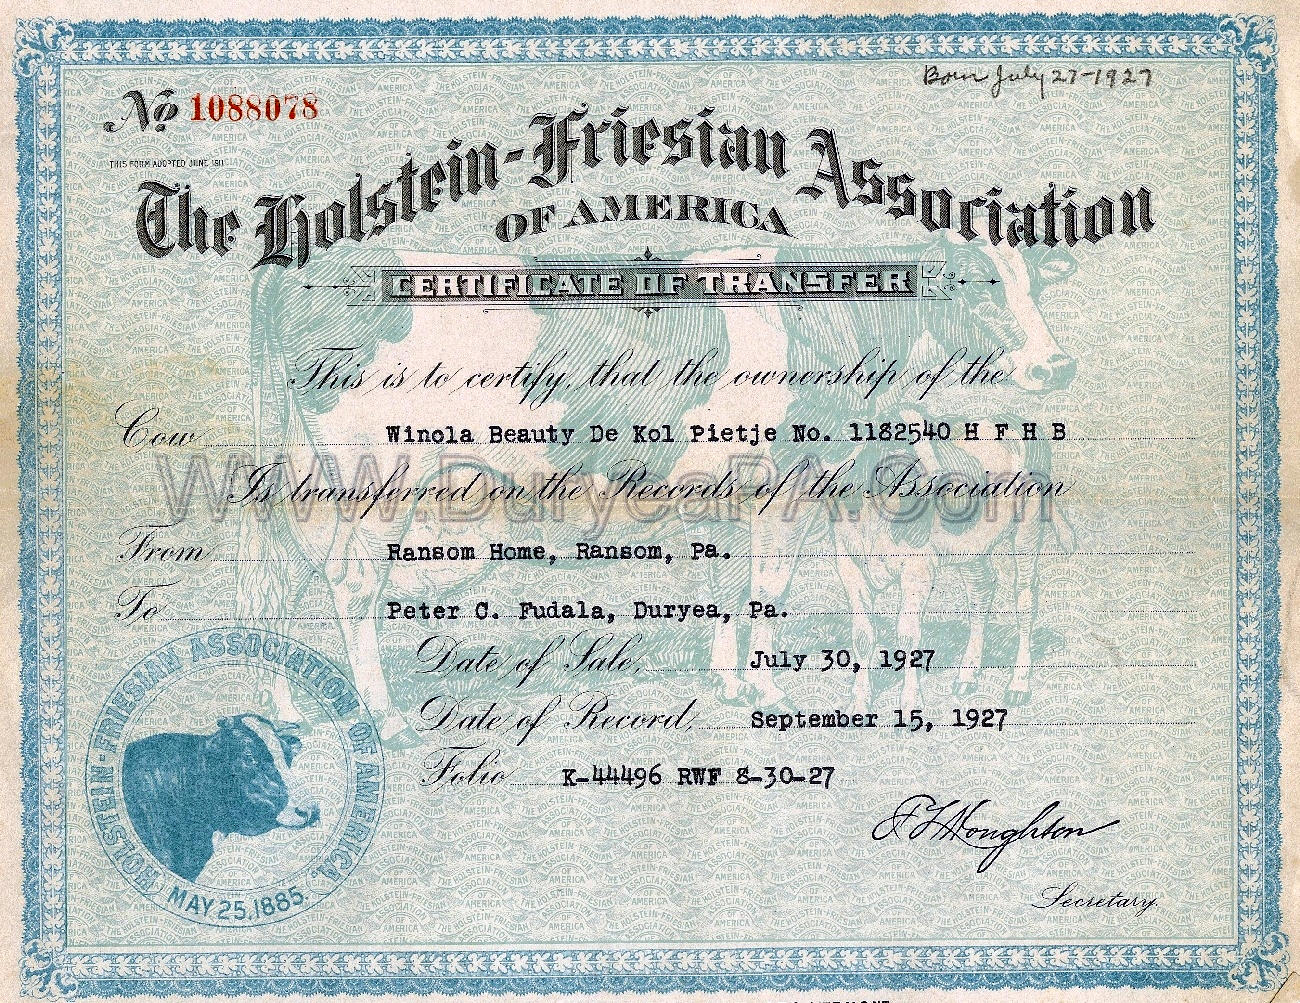 Born July 27-1927
No 1088078
THIS FORM ADOPTED JUNE 1911
The Holstein-Friesian Association
OF AMERICA
CERTIFICATE OF TRANSFER
This is to certify, that the ownership of the
Cow Winola Beauty De Kol Pietje No. 1182540 H F H B
WWW.DuryeaPA.Com
Is transferred on the Records of the Association
From Ransom Home, Ransom, Pa.
To Peter C. Fudala, Duryea, Pa.
Date of Sale, July 30, 1927
Date of Record, September 15, 1927
Folio K-44496 RWF 8-30-27
HOLSTEIN-FRIESIAN ASSOCIATION OF AMERICA
MAY 25, 1885.
Houghton
Secretary.